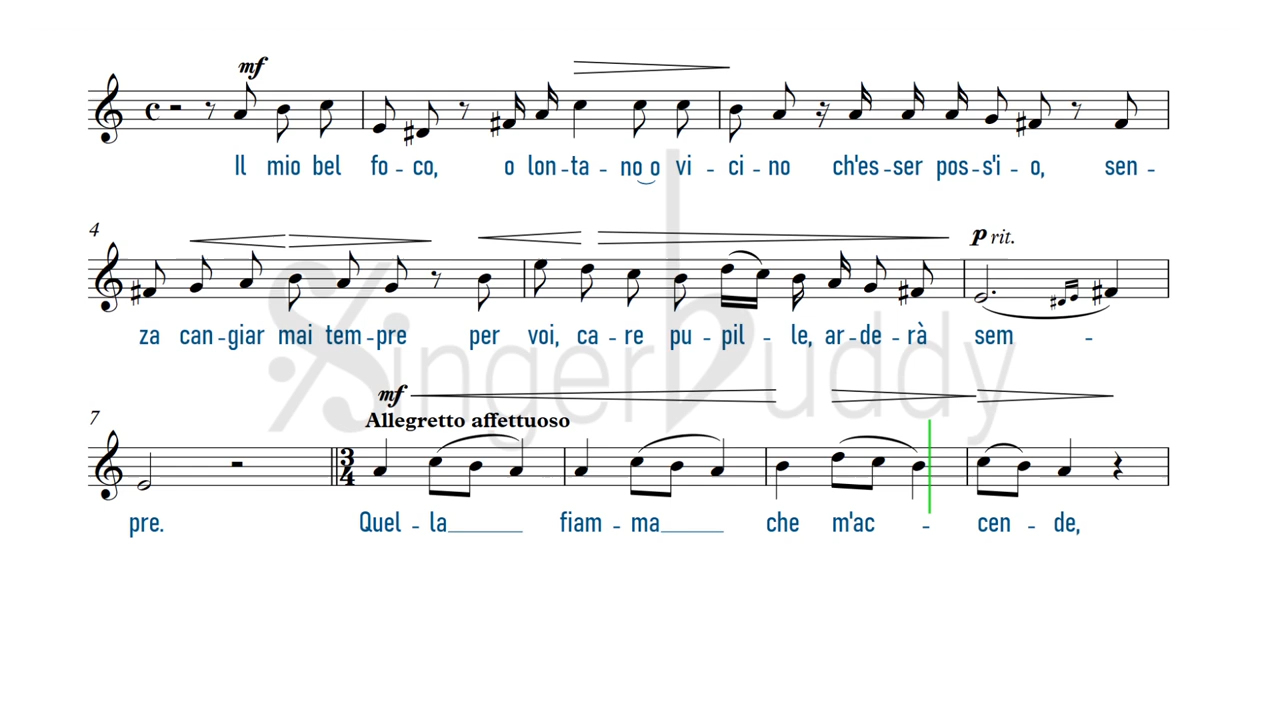 mf
Il mio bel fo - co, o lon - ta - no o vi - ci - no ch'es - ser pos - s'i - o, sen -
4
p rit.
za can - giar mai tem - pre per voi, ca - re pu - pil - le, ar - de - rà sem -
7
mf
Allegretto affettuoso
3
4
pre. Quel - la fiam - ma che m'ac - cen - de,
Singerbuddy